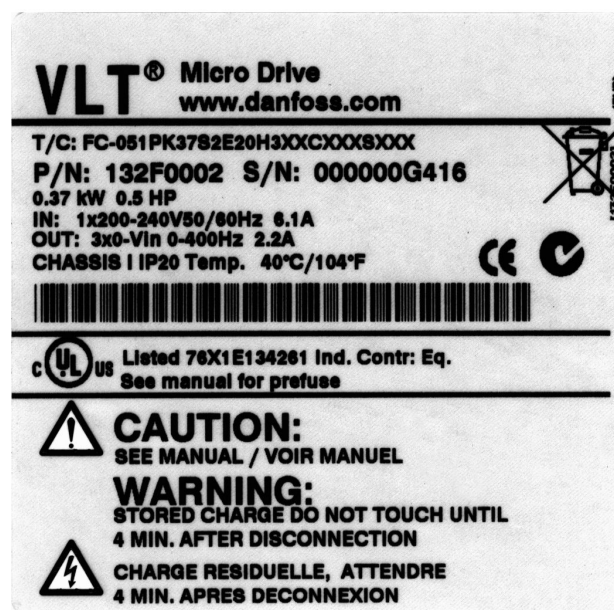 VLT® Micro Drive
www.danfoss.com
T/C: FC-051PK37S2E20H3XXCXXXSXXX
P/N: 132F0002 S/N: 000000G416
0.37 kW 0.5 HP
IN: 1x200-240V50/60Hz 6.1A
OUT: 3x0-Vin 0-400Hz 2.2A
CHASSIS I IP20 Temp. 40°C/104°F
CE
C UL US Listed 76X1E134261 Ind. Contr: Eq.
See manual for prefuse
CAUTION:
SEE MANUAL / VOIR MANUEL
WARNING:
STORED CHARGE DO NOT TOUCH UNTIL
4 MIN. AFTER DISCONNECTION
CHARGE RESIDUELLE, ATTENDRE
4 MIN. APRES DECONNEXION